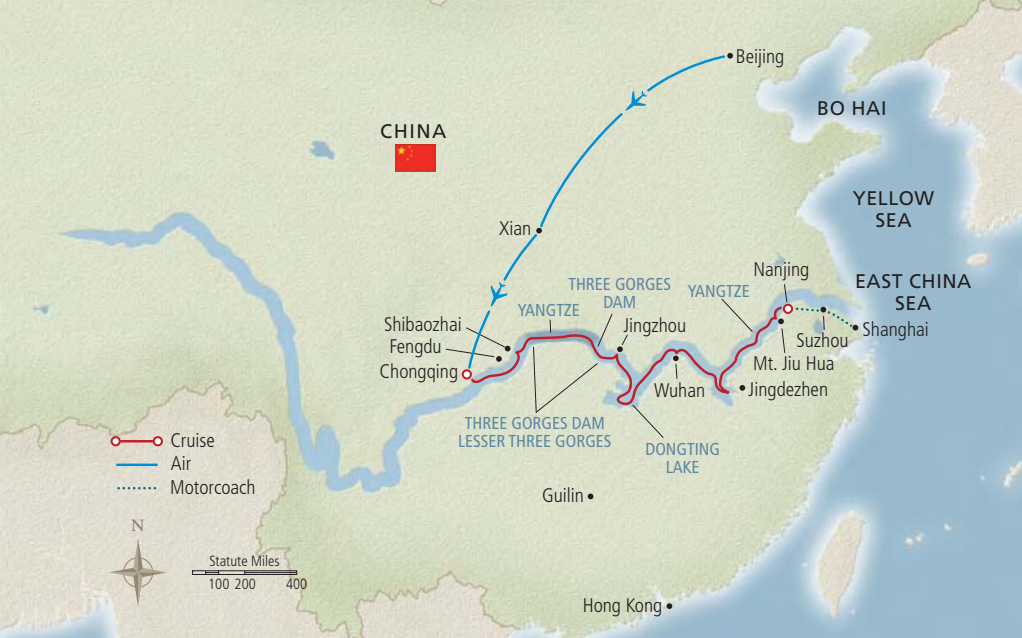 Beijing
BO HAI
CHINA
YELLOW
SEA
Xian
Nanjing
EAST CHINA
SEA
THREE GORGES
DAM
YANGTZE
YANGTZE
Shibaozhai
Jingzhou
Shanghai
Suzhou
Fengdu
Mt. Jiu Hua
Chongqing
Wuhan
Jingdezhen
THREE GORGES DAM
LESSER THREE GORGES
DONGTING
LAKE
Cruise
Air
Motorcoach
Guilin
N
Statute Miles
100 200 400
Hong Kong